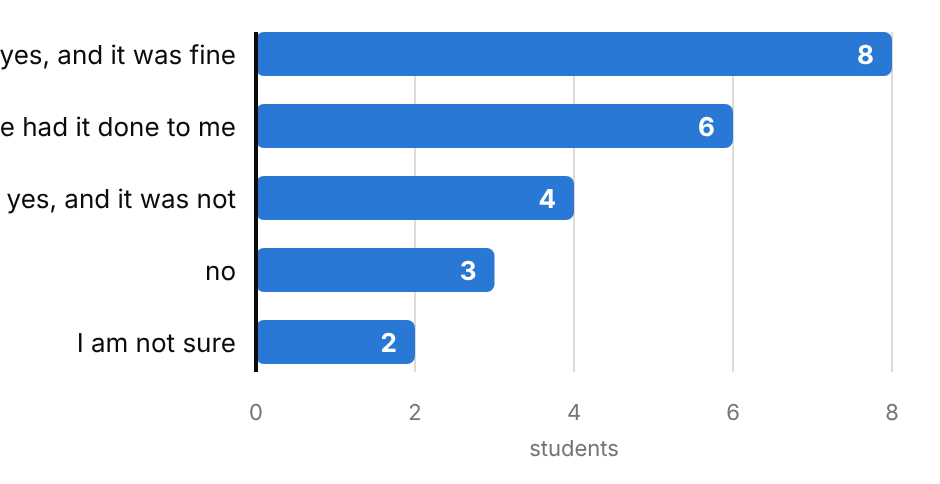 yes, and it was fine
8
e had it done to me
6
yes, and it was not
4
no
3
I am not sure
2
0 2 4 6 8
students